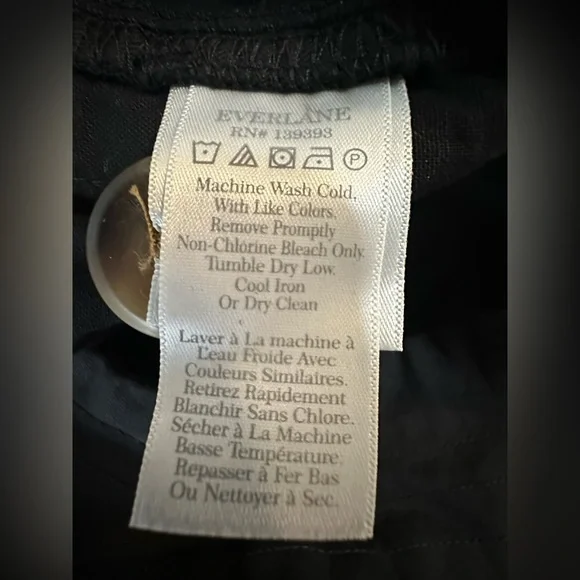 EVERLANE
RN# 139393
P
Machine Wash Cold,
With Like Colors.
Remove Promptly
Non-Chlorine Bleach Only.
Tumble Dry Low.
Cool Iron
Or Dry Clean
Laver à La machine à
L'eau Froide Avec
Couleurs Similaires.
Retirez Rapidement
Blanchir Sans Chlore.
Sécher à La Machine
Basse Température.
Repasser à Fer Bas
Ou Nettoyer à Sec.